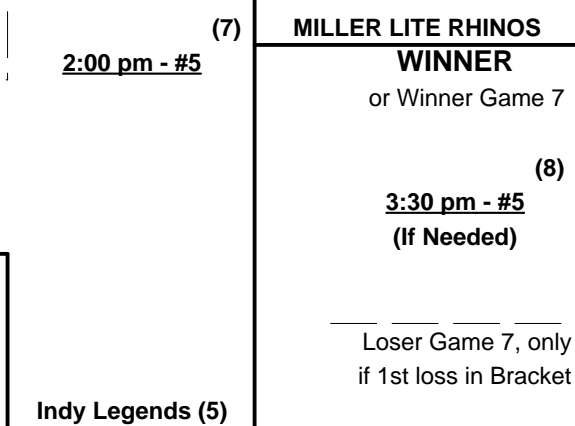 (7)
2:00 pm - #5
Indy Legends (5)
MILLER LITE RHINOS
WINNER
or Winner Game 7
(8)
3:30 pm - #5
(If Needed)
Loser Game 7, only
if 1st loss in Bracket